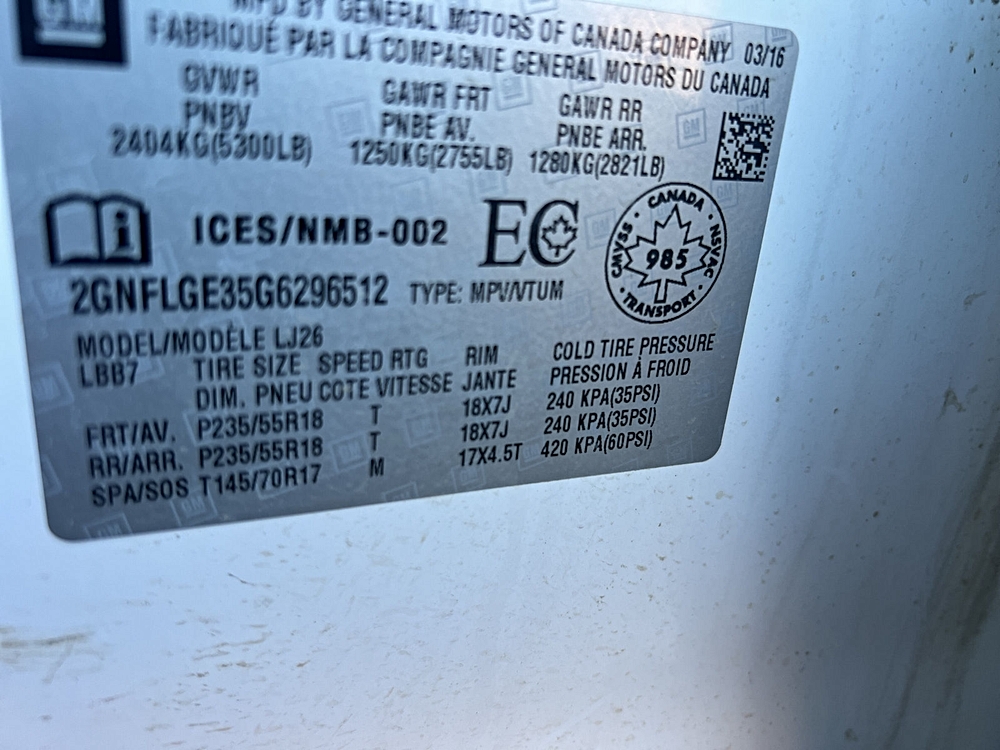 GM
MFD BY GENERAL MOTORS OF CANADA COMPANY 03/16
FABRIQUÉ PAR LA COMPAGNIE GENERAL MOTORS DU CANADA
GVWR GAWR FRT GAWR RR
PNBV PNBE AV. PNBE ARR.
2404KG(5300LB) 1250KG(2755LB) 1280KG(2821LB)
GM
ICES/NMB-002 EC
CANADA
CMVSS 985 NSVAC
TRANSPORT
2GNFLGE35G6296512 TYPE: MPV/VTUM
MODEL/MODÈLE LJ26
LBB7 TIRE SIZE SPEED RTG RIM COLD TIRE PRESSURE
DIM. PNEU COTE VITESSE JANTE PRESSION À FROID
FRT/AV. P235/55R18 T 18X7J 240 KPA(35PSI)
RR/ARR. P235/55R18 T 18X7J 240 KPA(35PSI)
SPA/SOS T145/70R17 M 17X4.5T 420 KPA(60PSI)